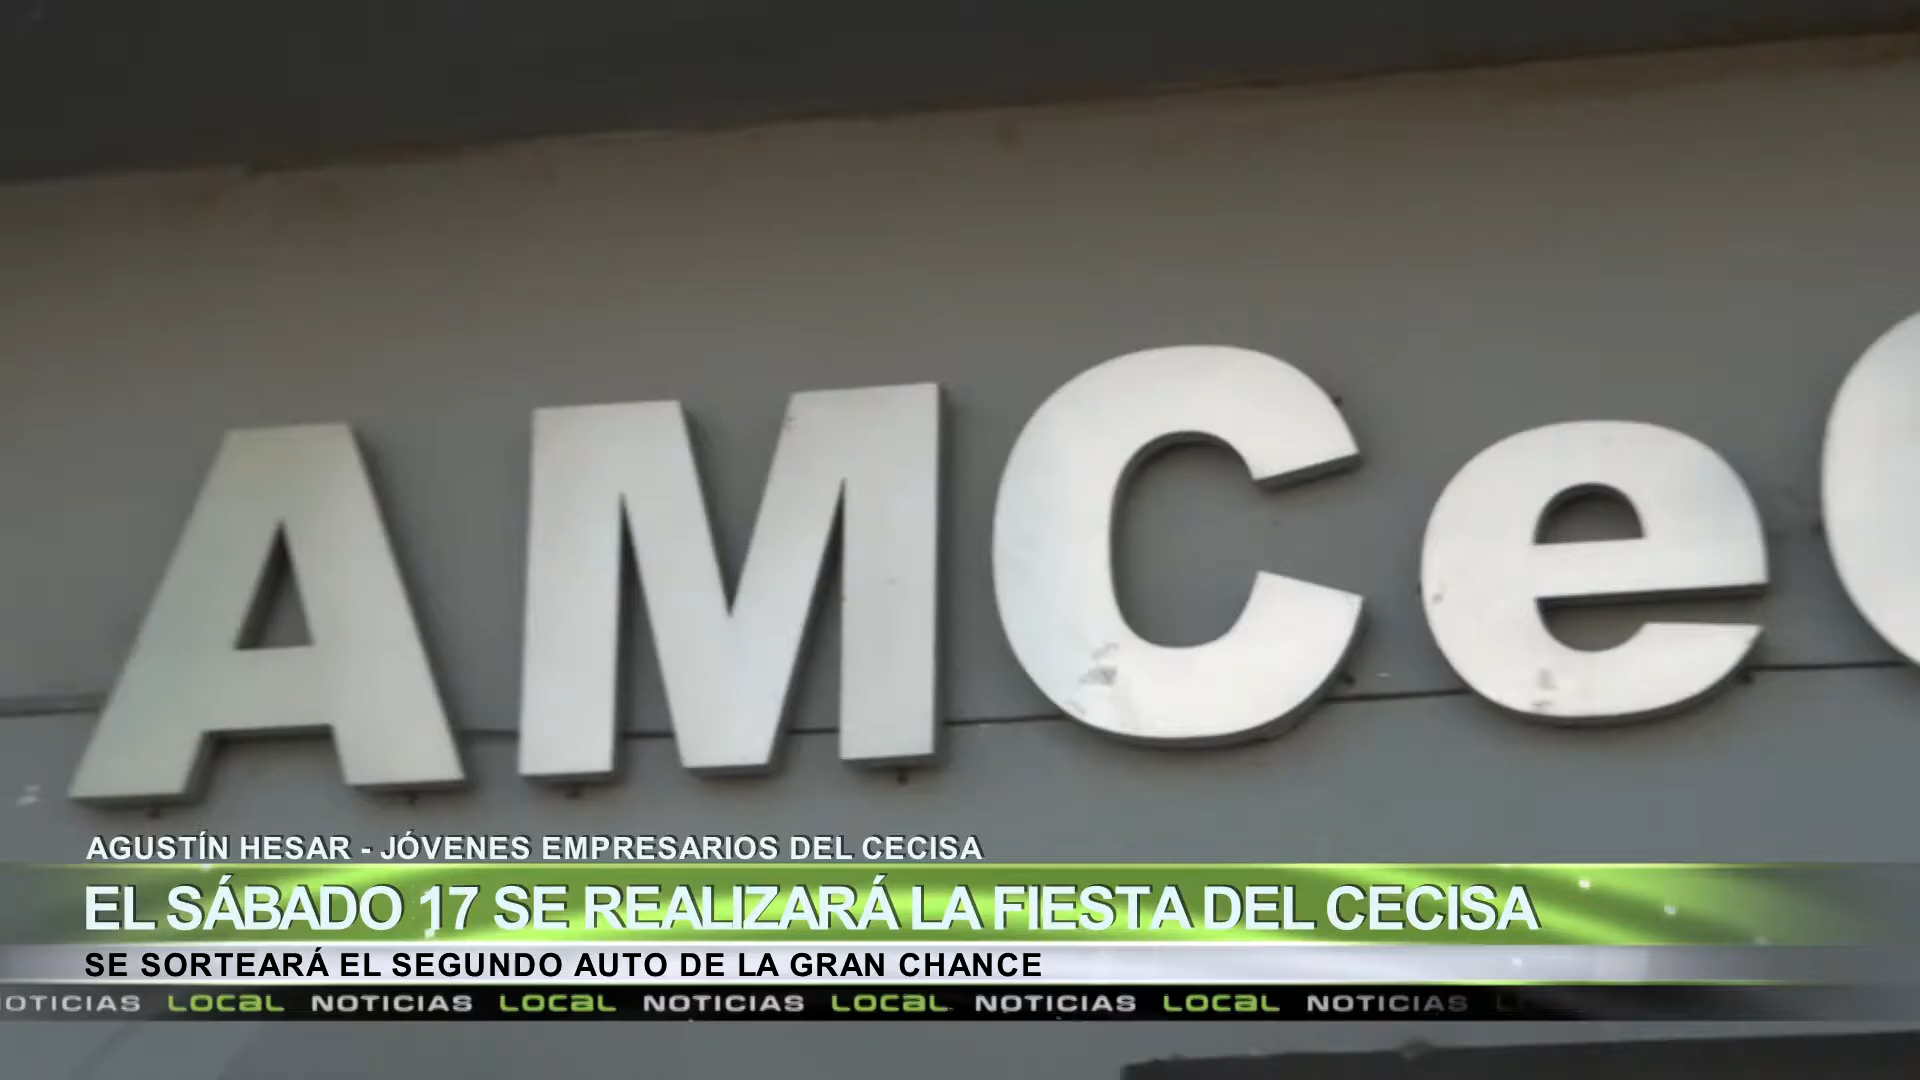 AMCeC
AGUSTÍN HESAR - JÓVENES EMPRESARIOS DEL CECISA
EL SÁBADO 17 SE REALIZARÁ LA FIESTA DEL CECISA
SE SORTEARÁ EL SEGUNDO AUTO DE LA GRAN CHANCE
NOTICIAS LOCAL NOTICIAS LOCAL NOTICIAS LOCAL NOTICIAS LOCAL NOTICIAS